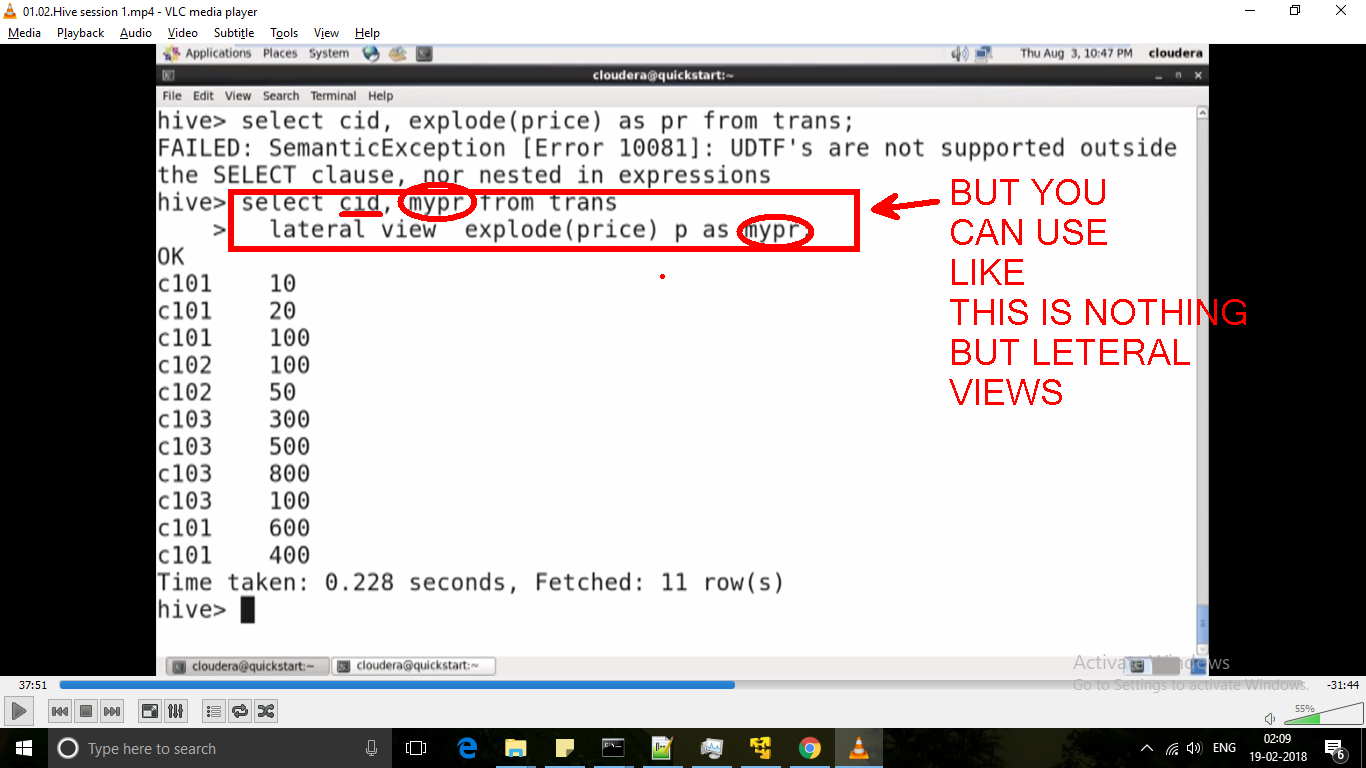 01.02.Hive session 1.mp4 - VLC media player
Media Playback Audio Video Subtitle Tools View Help
Applications Places System Thu Aug 3, 10:47 PM cloudera
cloudera@quickstart:~
File Edit View Search Terminal Help
hive> select cid, explode(price) as pr from trans;
FAILED: SemanticException [Error 10081]: UDTF's are not supported outside
the SELECT clause, nor nested in expressions
hive> select cid, mypr from trans
> lateral view explode(price) p as mypr;
OK
c101 10
c101 20
c101 100
c102 100
c102 50
c103 300
c103 500
c103 800
c103 100
c101 600
c101 400
Time taken: 0.228 seconds, Fetched: 11 row(s)
hive>
BUT YOU
CAN USE
LIKE
THIS IS NOTHING
BUT LETERAL
VIEWS
cloudera@quickstart:~ cloudera@quickstart:~
Activate Windows
Go to Settings to activate Windows.
37:51 -31:44
55%
Type here to search
ENG
02:09
19-02-2018
6